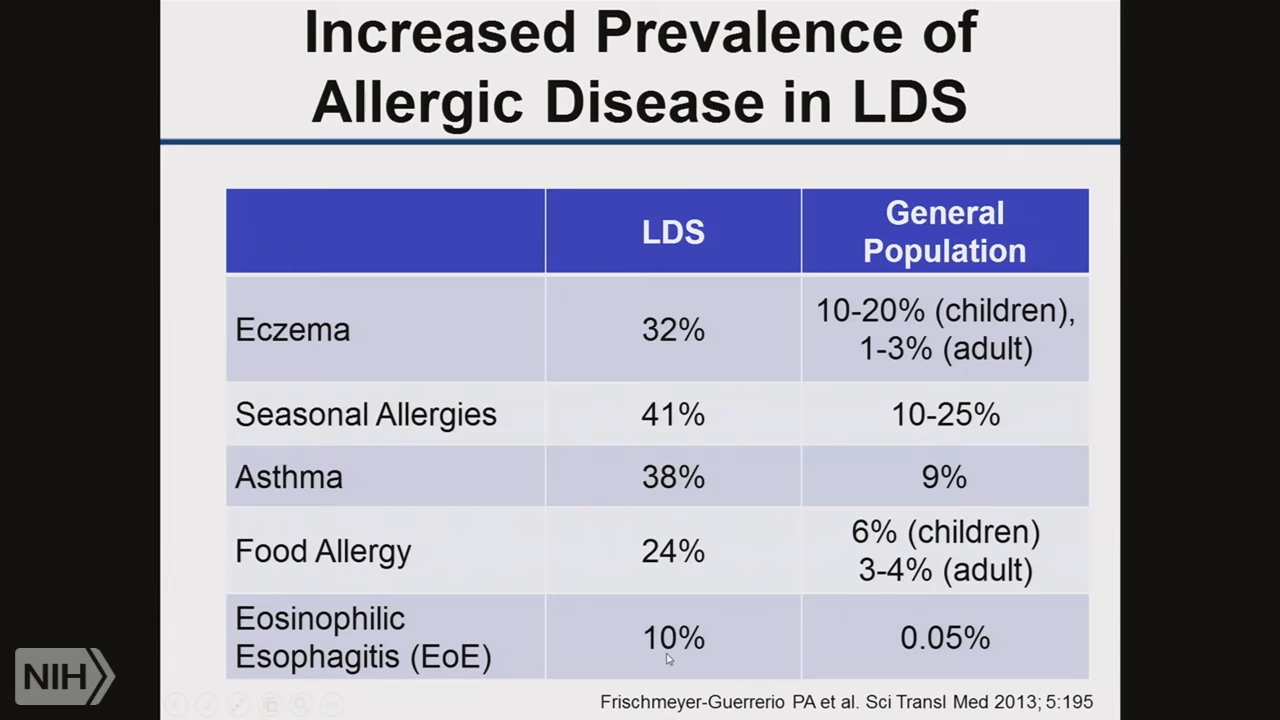 Increased Prevalence of
Allergic Disease in LDS
LDS
General
Population
Eczema
32%
10-20% (children),
1-3% (adult)
Seasonal Allergies
41%
10-25%
Asthma
38%
9%
Food Allergy
24%
6% (children)
3-4% (adult)
Eosinophilic
Esophagitis (EoE)
10%
0.05%
NIH
Frischmeyer-Guerrerio PA et al. Sci Transl Med 2013; 5:195